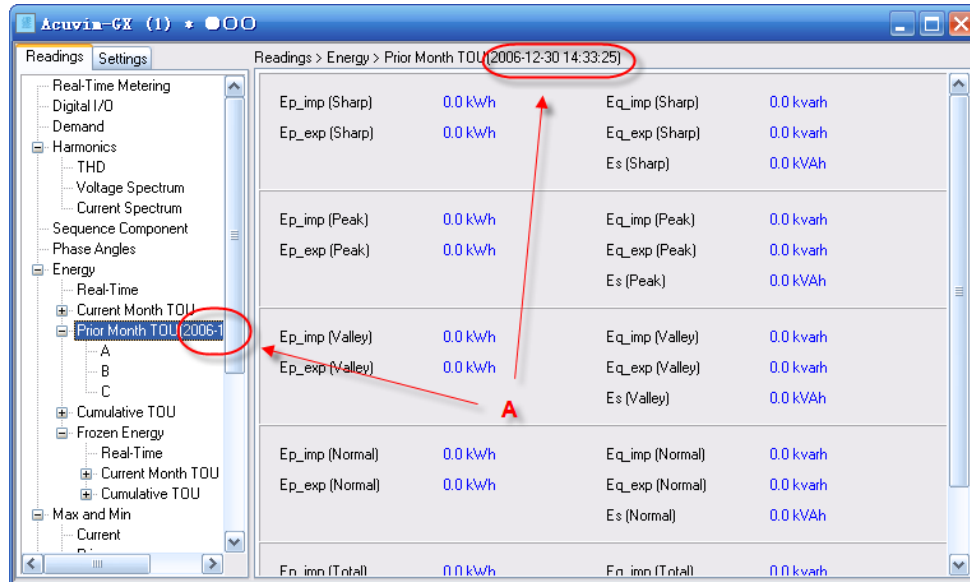 Acuvim-GX (1) *
Readings Settings
Readings > Energy > Prior Month TOU(2006-12-30 14:33:25)
Real-Time Metering
Digital I/O
Demand
Harmonics
THD
Voltage Spectrum
Current Spectrum
Sequence Component
Phase Angles
Energy
Real-Time
Current Month TOU
Prior Month TOU(2006-1
A
B
C
Cumulative TOU
Frozen Energy
Real-Time
Current Month TOU
Cumulative TOU
Max and Min
Current
Ep_imp (Sharp) 0.0 kWh Eq_imp (Sharp) 0.0 kvarh
Ep_exp (Sharp) 0.0 kWh Eq_exp (Sharp) 0.0 kvarh
Es (Sharp) 0.0 kVAh
Ep_imp (Peak) 0.0 kWh Eq_imp (Peak) 0.0 kvarh
Ep_exp (Peak) 0.0 kWh Eq_exp (Peak) 0.0 kvarh
Es (Peak) 0.0 kVAh
Ep_imp (Valley) 0.0 kWh Eq_imp (Valley) 0.0 kvarh
Ep_exp (Valley) 0.0 kWh Eq_exp (Valley) 0.0 kvarh
Es (Valley) 0.0 kVAh
A
Ep_imp (Normal) 0.0 kWh Eq_imp (Normal) 0.0 kvarh
Ep_exp (Normal) 0.0 kWh Eq_exp (Normal) 0.0 kvarh
Es (Normal) 0.0 kVAh
Ep_imp (Total) 0.0 kWh Eq_imp (Total) 0.0 kvarh